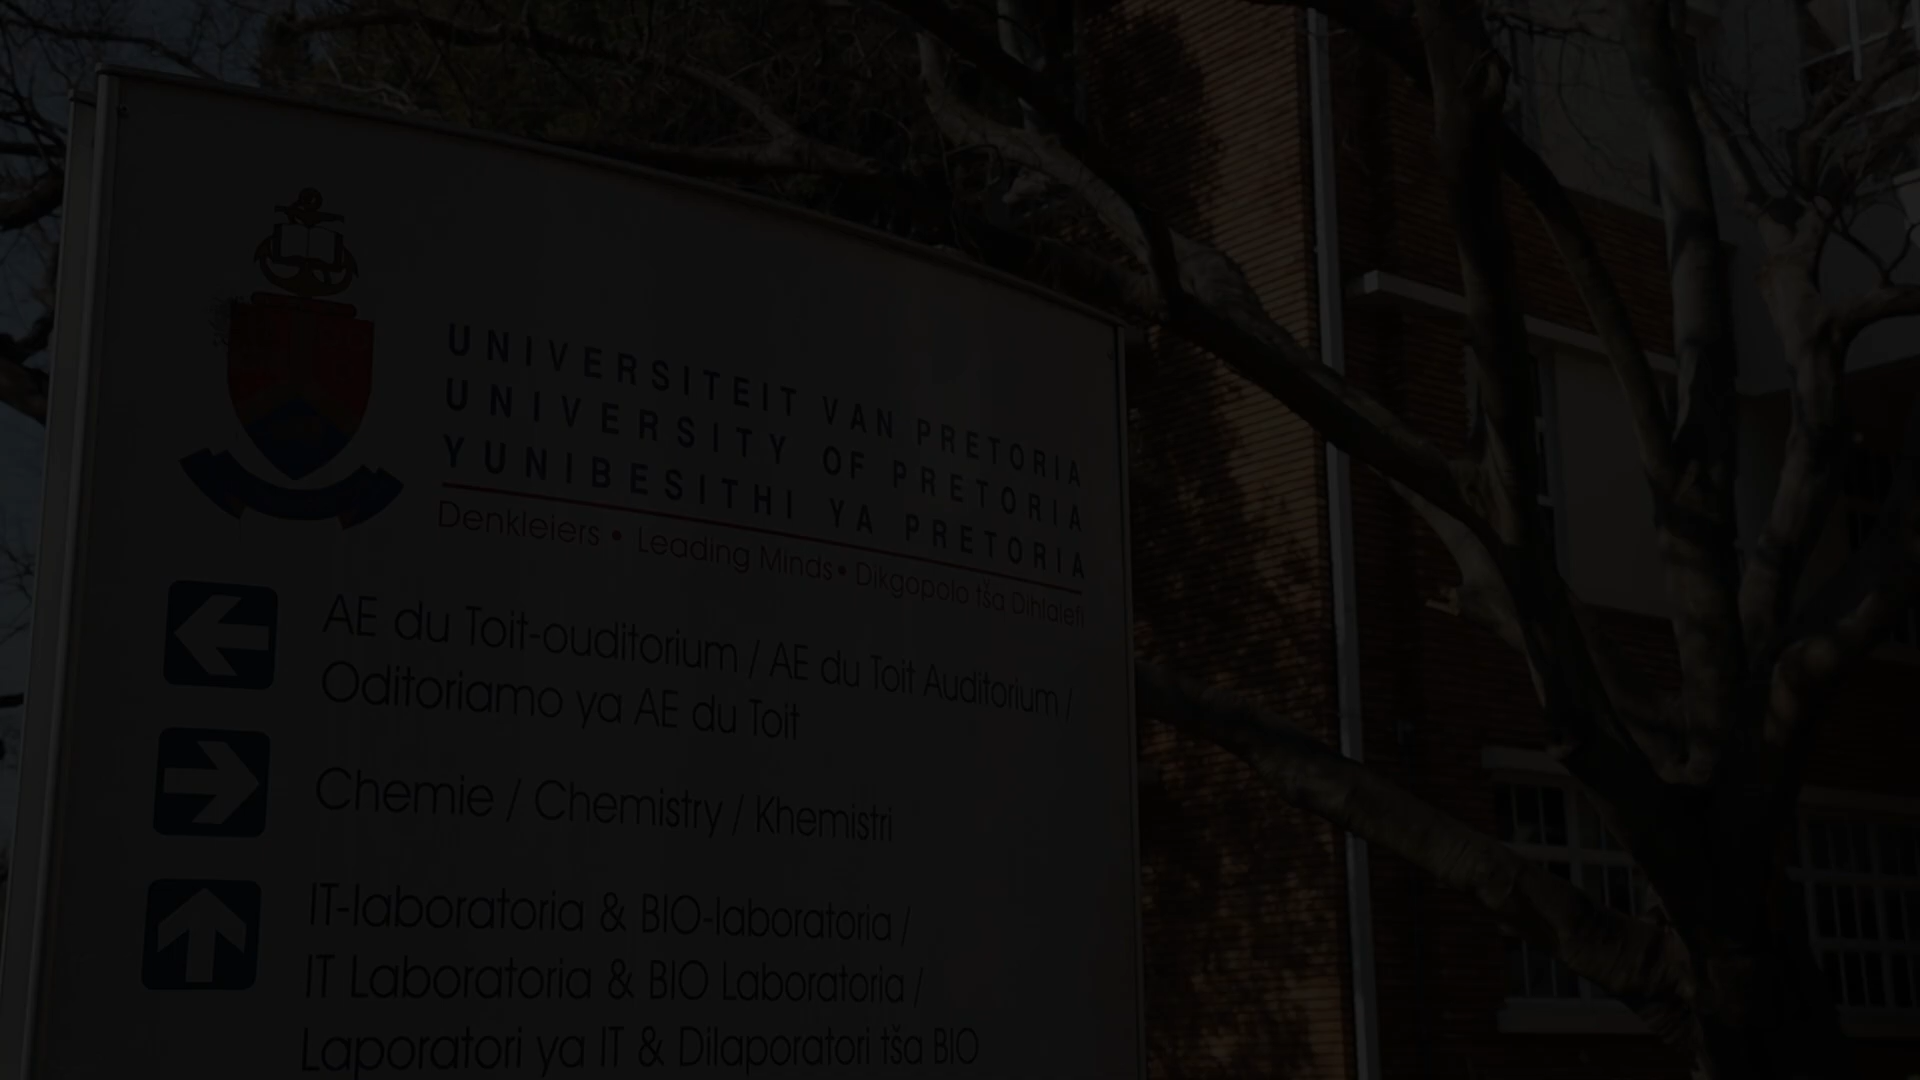 UNIVERSITEIT VAN PRETORIA
UNIVERSITY OF PRETORIA
YUNIBESITHI YA PRETORIA
Denkleiers • Leading Minds • Dikgopolo tša Dihlalefi
AE du Toit-ouditorium / AE du Toit Auditorium /
Oditoriamo ya AE du Toit
Chemie / Chemistry / Khemistri
IT-laboratoria & BIO-laboratoria /
IT Laboratoria & BIO Laboratoria /
Laporatori ya IT & Dilaporatori tša BIO